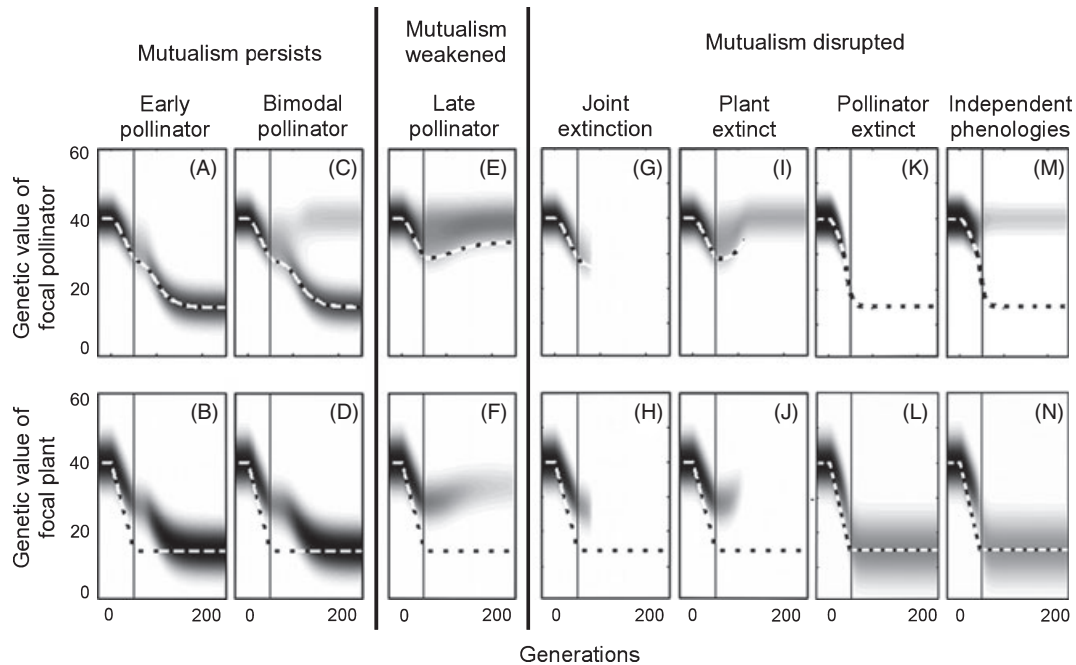 Mutualism persists
Mutualism
weakened
Mutualism disrupted
Early
pollinator
Bimodal
pollinator
Late
pollinator
Joint
extinction
Plant
extinct
Pollinator
extinct
Independent
phenologies
Genetic value of
focal pollinator
60
40
20
0
(A)
(C)
(E)
(G)
(I)
(K)
(M)
Genetic value of
focal plant
60
40
20
0
(B)
(D)
(F)
(H)
(J)
(L)
(N)
0 200
0 200
0 200
0 200
0 200
0 200
0 200
Generations